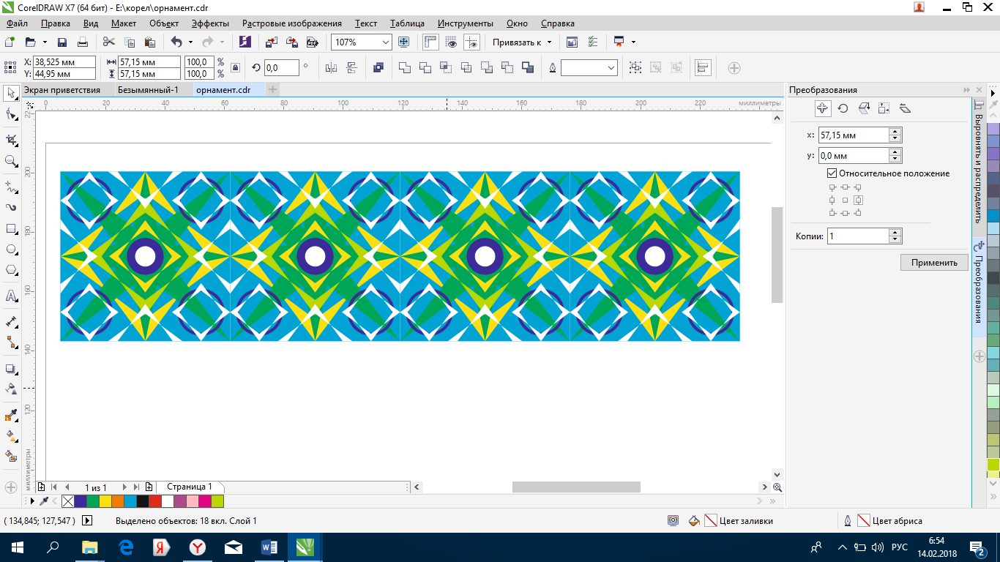 CorelDRAW X7 (64 бит) - E:\корел\орнамент.cdr
Файл Правка Вид Макет Объект Эффекты Растровые изображения Текст Таблица Инструменты Окно Справка
107% Привязать к
X: 38,525 мм 57,15 мм 100,0 % 0,0 °
Y: 44,95 мм 57,15 мм 100,0 %
Экран приветствия Безымянный-1 орнамент.cdr
0 20 40 60 80 100 120 140 160 180 200 220 миллиметры
200
180
160
140
120
миллиметры
1 из 1 Страница 1
Преобразования
x: 57,15 мм
y: 0,0 мм
Относительное положение
Копии: 1
Применить
Выровнять и распределить
Преобразования
( 134,845; 127,547 ) Выделено объектов: 18 вкл. Слой 1 Цвет заливки Цвет абриса
РУС 6:54
14.02.2018 2